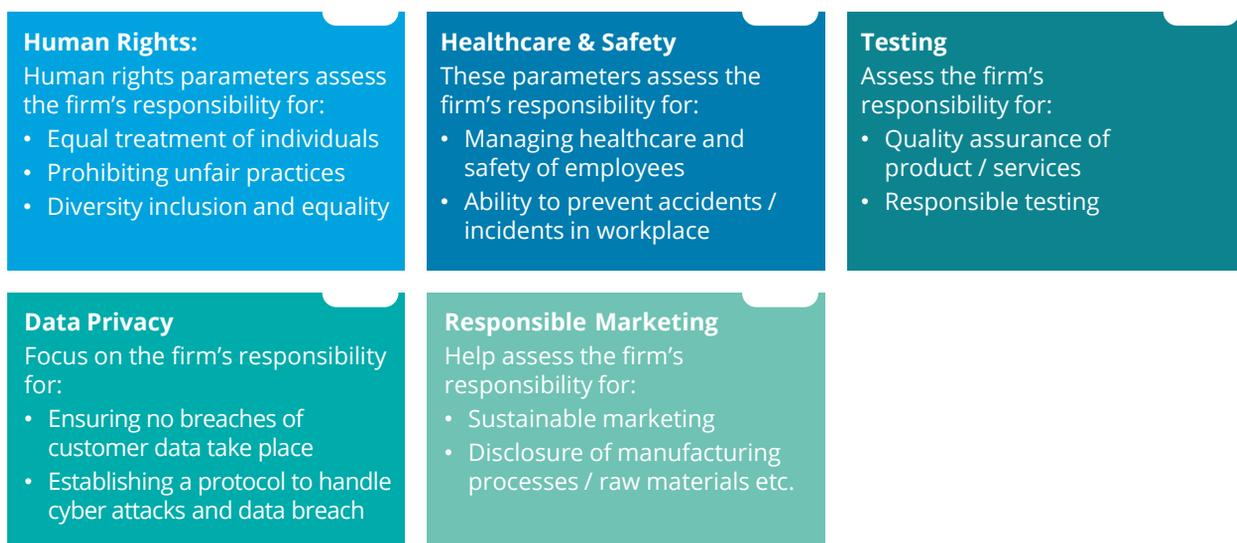 Human Rights:
Human rights parameters assess
the firm’s responsibility for:
• Equal treatment of individuals
• Prohibiting unfair practices
• Diversity inclusion and equality
Healthcare & Safety
These parameters assess the
firm’s responsibility for:
• Managing healthcare and
safety of employees
• Ability to prevent accidents /
incidents in workplace
Testing
Assess the firm’s
responsibility for:
• Quality assurance of
product / services
• Responsible testing
Data Privacy
Focus on the firm’s responsibility
for:
• Ensuring no breaches of
customer data take place
• Establishing a protocol to handle
cyber attacks and data breach
Responsible Marketing
Help assess the firm’s
responsibility for:
• Sustainable marketing
• Disclosure of manufacturing
processes / raw materials etc.